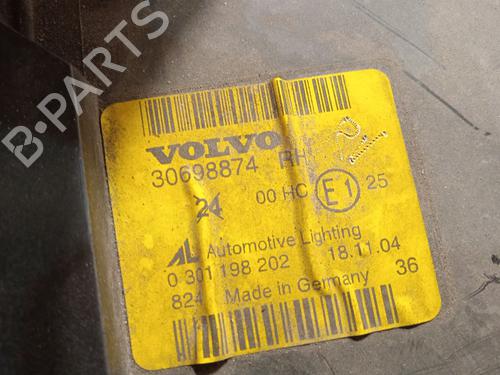 B-PARTS
VOLVO
30698874 RH
24 00 HC E1 25
AL Automotive Lighting
0 301 198 202 18.11.04
824 Made in Germany 36